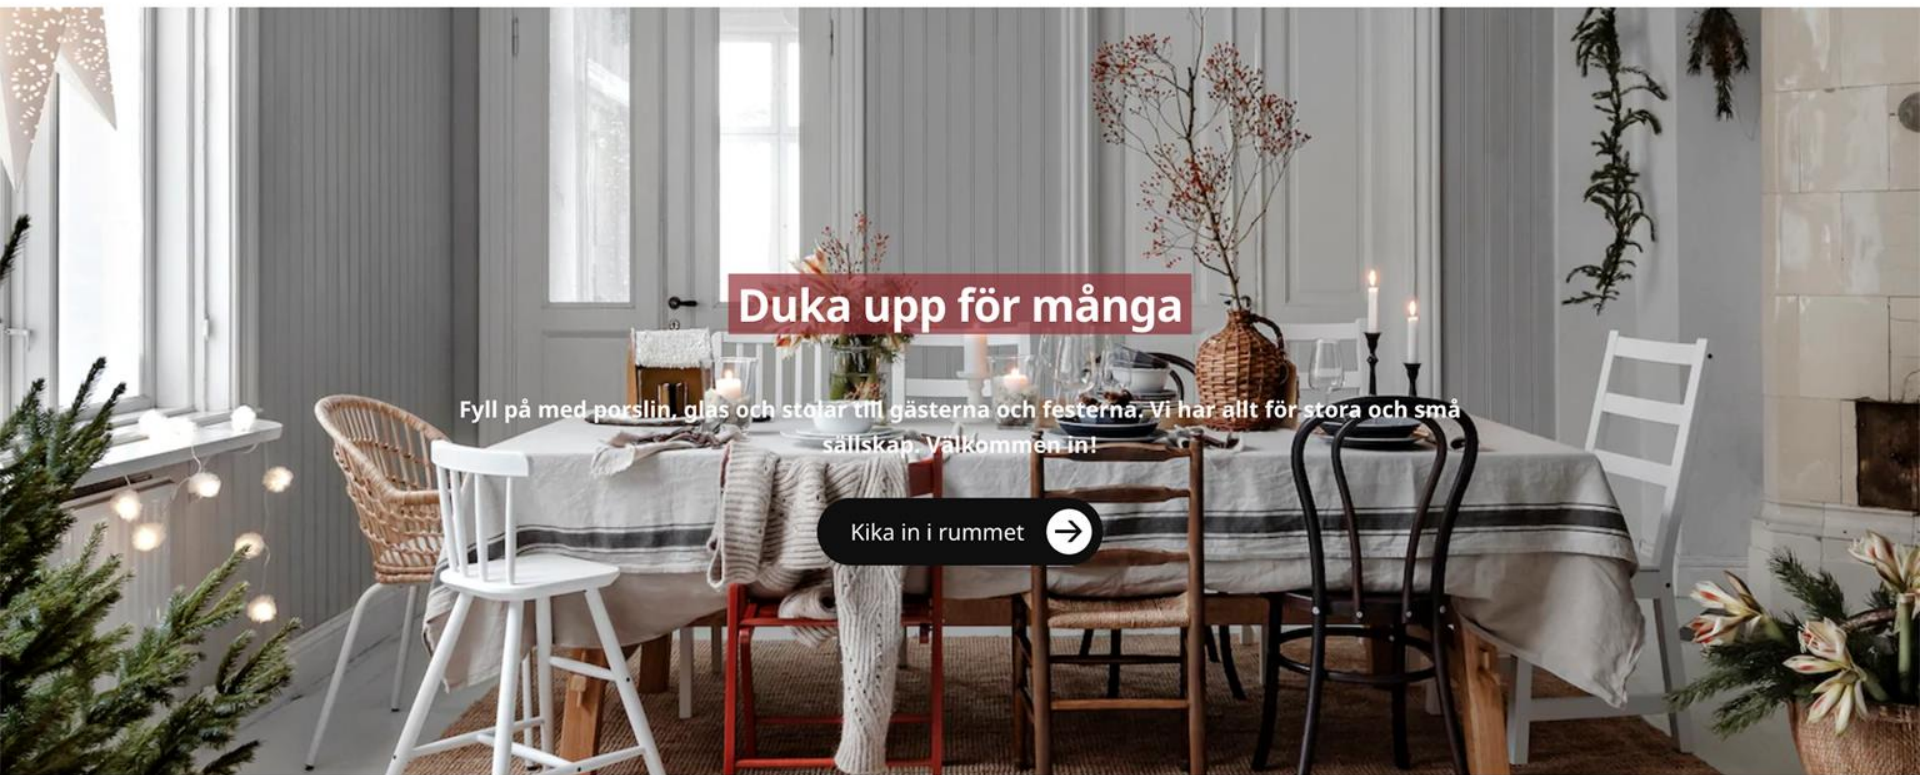 Duka upp för många
Fyll på med porslin, glas och stolar till gästerna och festerna. Vi har allt för stora och små
sällskap. Välkommen in!
Kika in i rummet